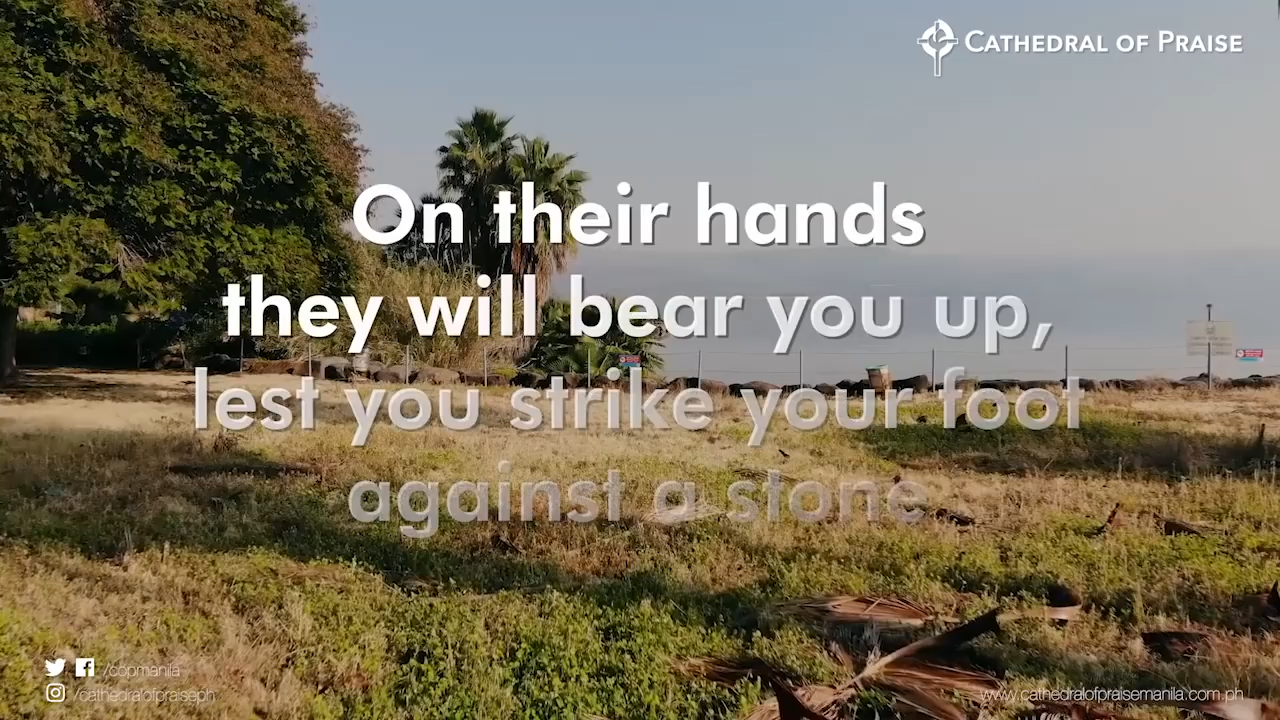 CATHEDRAL OF PRAISE
On their hands
they will bear you up,
lest you strike your foot
against a stone
/copmanila
/cathedralofpraiseph
www.cathedralofpraisemanila.com.ph